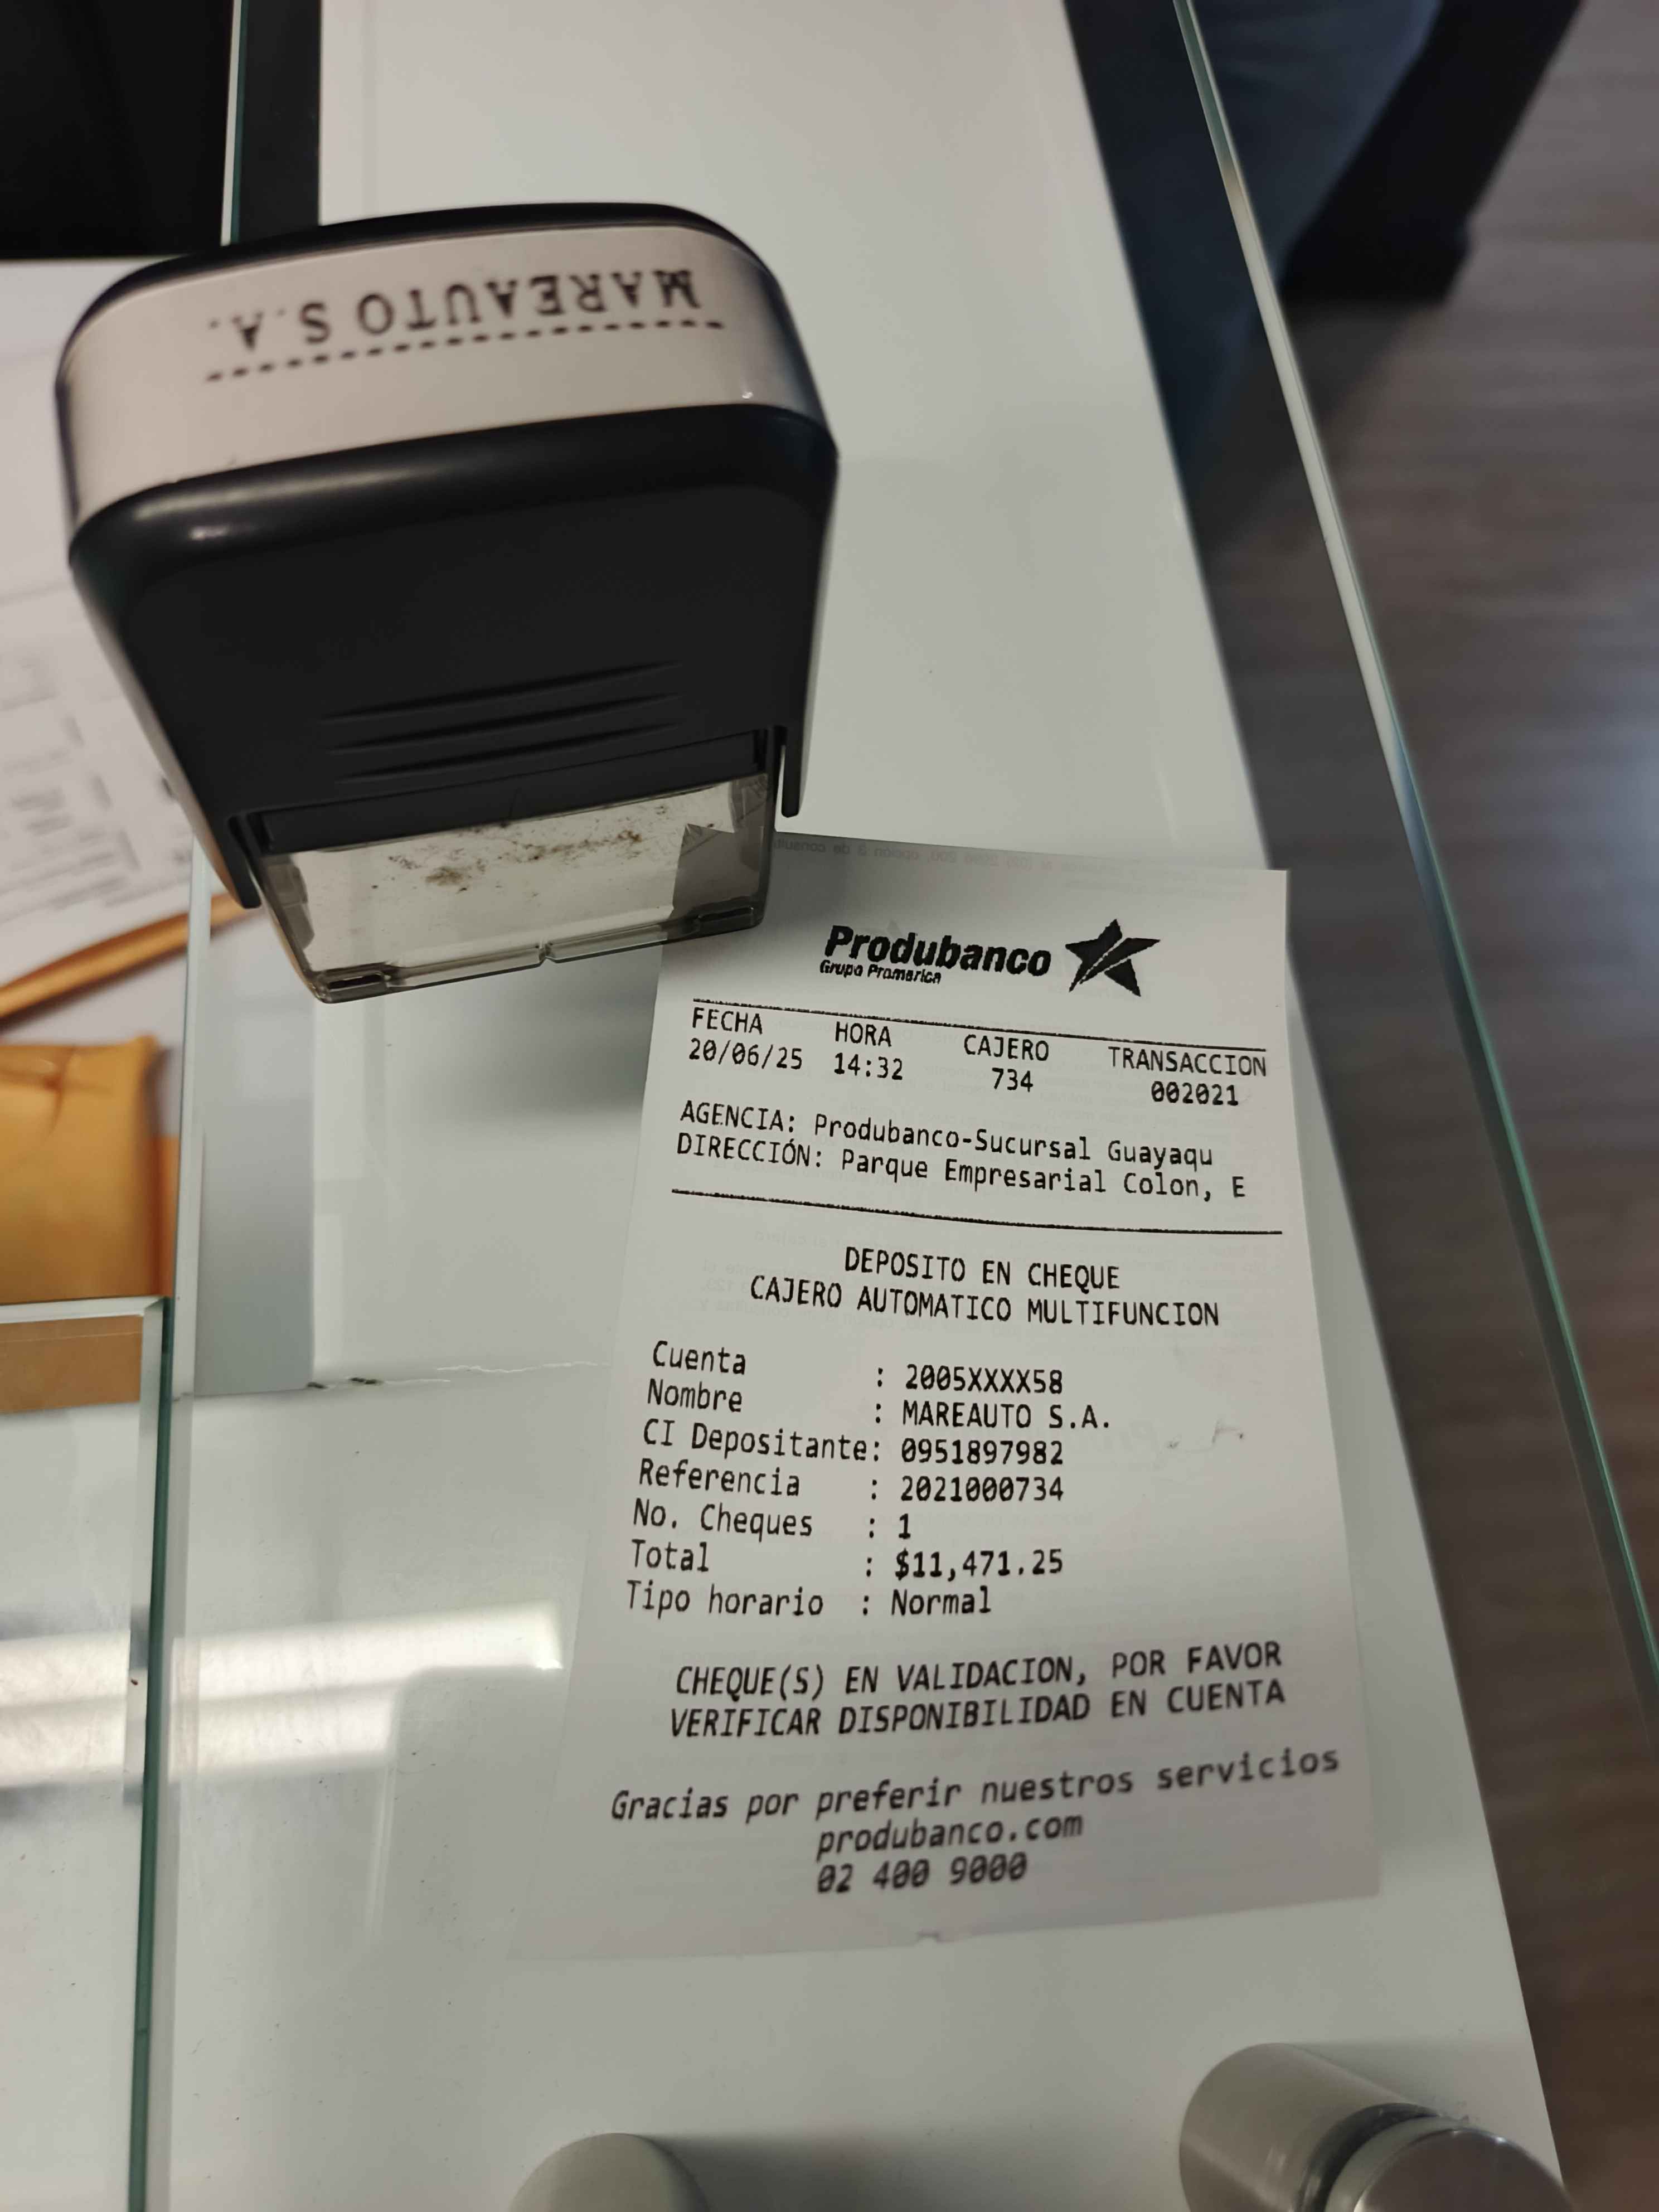 MAREAUTO S.A.
Produbanco
Grupo Promerica
FECHA HORA CAJERO TRANSACCION
20/06/25 14:32 734 002021
AGENCIA: Produbanco-Sucursal Guayaqu
DIRECCIÓN: Parque Empresarial Colon, E
DEPOSITO EN CHEQUE
CAJERO AUTOMATICO MULTIFUNCION
Cuenta : 2005XXXX58
Nombre : MAREAUTO S.A.
CI Depositante: 0951897982
Referencia : 2021000734
No. Cheques : 1
Total : $11,471.25
Tipo horario : Normal
CHEQUE(S) EN VALIDACION, POR FAVOR
VERIFICAR DISPONIBILIDAD EN CUENTA
Gracias por preferir nuestros servicios
produbanco.com
02 400 9000